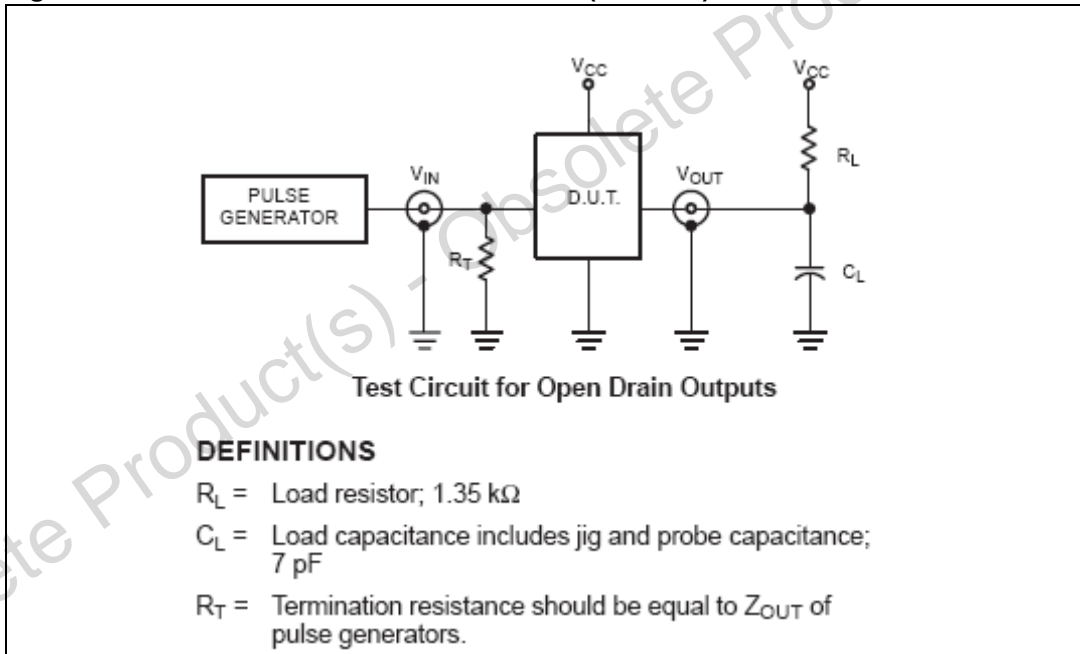 VCC
VCC
RL
VIN
VOUT
PULSE
GENERATOR
D.U.T.
RT
CL
Test Circuit for Open Drain Outputs
DEFINITIONS
RL = Load resistor; 1.35 kΩ
CL = Load capacitance includes jig and probe capacitance;
7 pF
RT = Termination resistance should be equal to ZOUT of
pulse generators.
Product(s) - Obsolete